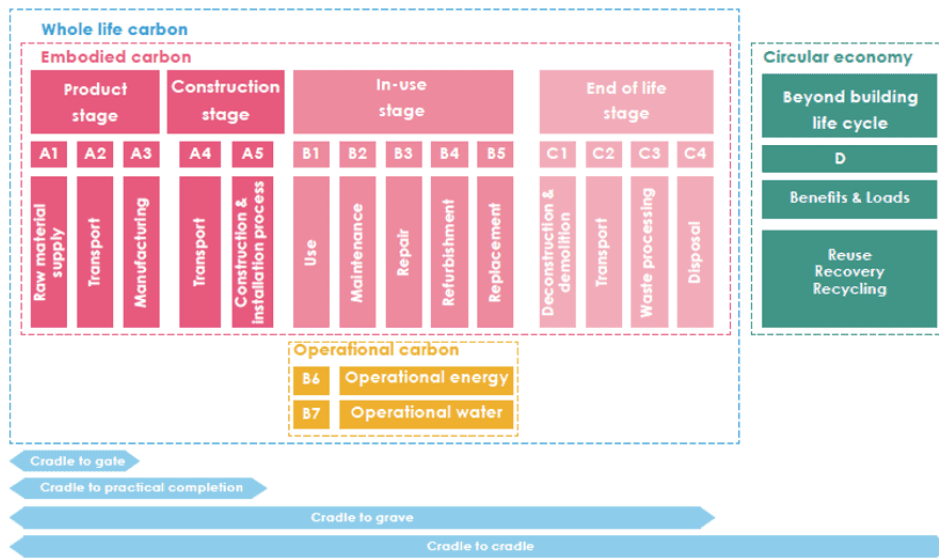 Whole life carbon
Embodied carbon
Circular economy
Product
stage
Construction
stage
In-use
stage
End of life
stage
Beyond building
life cycle
A1
A2
A3
A4
A5
B1
B2
B3
B4
B5
C1
C2
C3
C4
D
Raw material
supply
Transport
Manufacturing
Transport
Construction &
installation process
Use
Maintenance
Repair
Refurbishment
Replacement
Deconstruction &
demolition
Transport
Waste processing
Disposal
Benefits & Loads
Reuse
Recovery
Recycling
Operational carbon
B6
Operational energy
B7
Operational water
Cradle to gate
Cradle to practical completion
Cradle to grave
Cradle to cradle